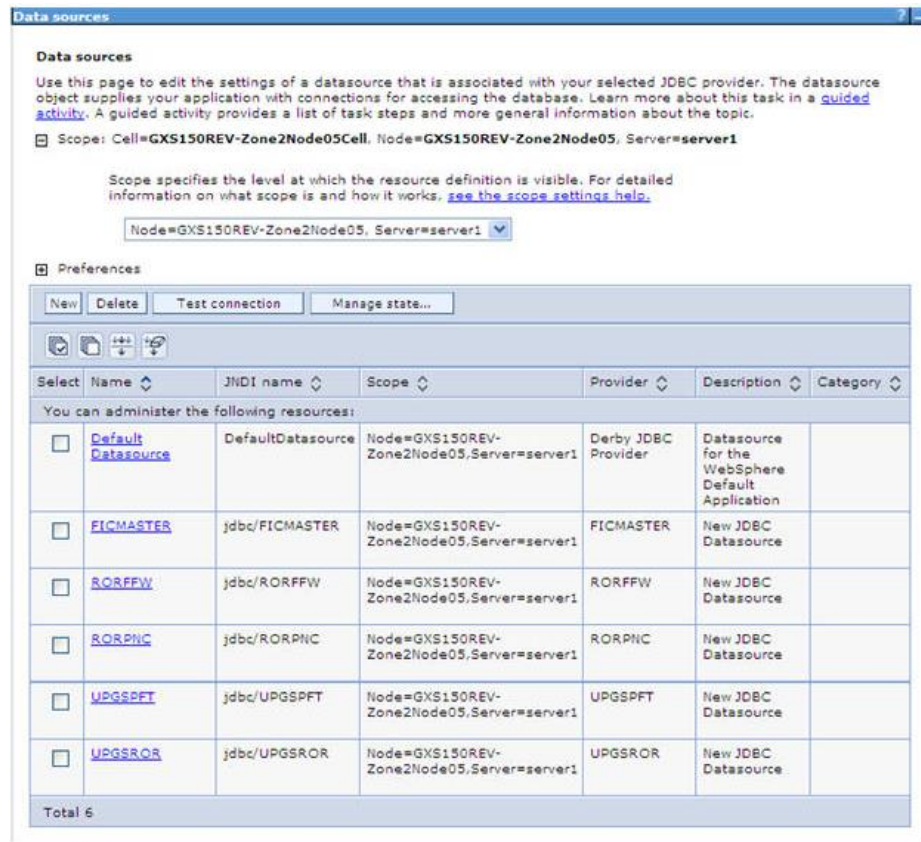 Data sources
?
Data sources
Use this page to edit the settings of a datasource that is associated with your selected JDBC provider. The datasource
object supplies your application with connections for accessing the database. Learn more about this task in a guided
activity. A guided activity provides a list of task steps and more general information about the topic.
Scope: Cell=GXS150REV-Zone2Node05Cell, Node=GXS150REV-Zone2Node05, Server=server1
Scope specifies the level at which the resource definition is visible. For detailed
information on what scope is and how it works, see the scope settings help.
Node=GXS150REV-Zone2Node05, Server=server1
Preferences
New Delete Test connection Manage state...
Select Name JNDI name Scope Provider Description Category
You can administer the following resources:
Default Datasource DefaultDatasource Node=GXS150REV-Zone2Node05,Server=server1 Derby JDBC Provider Datasource for the WebSphere Default Application
FICMASTER jdbc/FICMASTER Node=GXS150REV-Zone2Node05,Server=server1 FICMASTER New JDBC Datasource
RORFFW jdbc/RORFFW Node=GXS150REV-Zone2Node05,Server=server1 RORFFW New JDBC Datasource
RORPNC jdbc/RORPNC Node=GXS150REV-Zone2Node05,Server=server1 RORPNC New JDBC Datasource
UPGSPFT jdbc/UPGSPFT Node=GXS150REV-Zone2Node05,Server=server1 UPGSPFT New JDBC Datasource
UPGSROR jdbc/UPGSROR Node=GXS150REV-Zone2Node05,Server=server1 UPGSROR New JDBC Datasource
Total 6